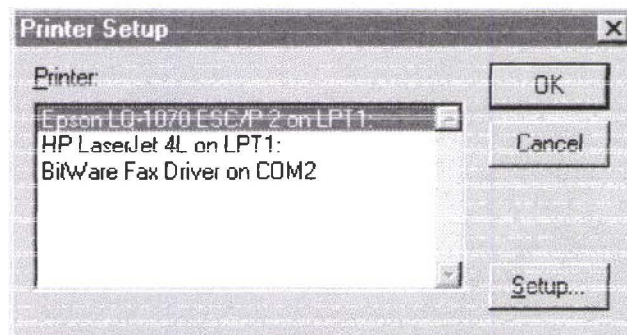 Printer Setup
Printer:
Epson LQ-1070 ESC/P 2 on LPT1:
HP LaserJet 4L on LPT1:
BitWare Fax Driver on COM2
OK
Cancel
Setup...